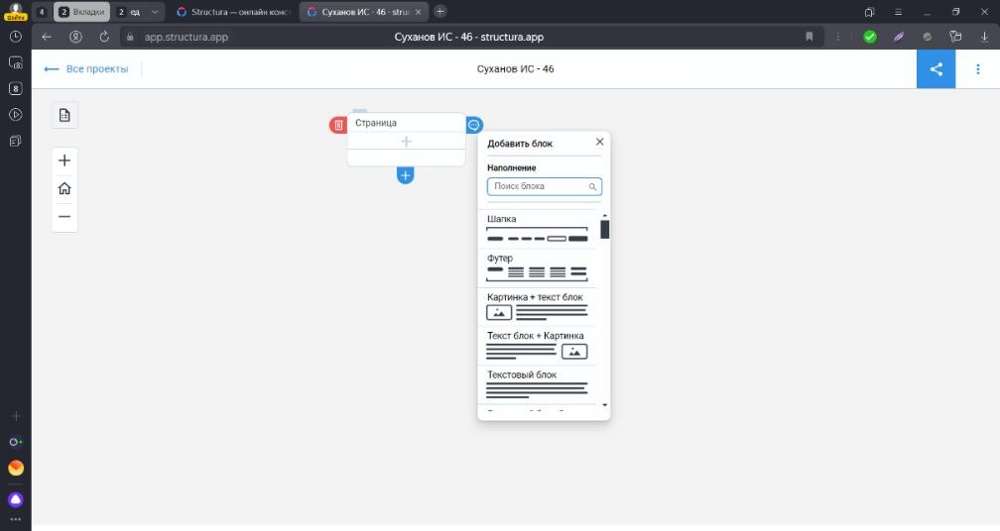 Войти
4
2 Вкладки
2 ед
Structura — онлайн конс
Суханов ИС - 46 - struc
app.structura.app
Суханов ИС - 46 - structura.app
8
Все проекты
Суханов ИС - 46
Страница
Добавить блок
Наполнение
Поиск блока
Шапка
Футер
Картинка + текст блок
Текст блок + Картинка
Текстовый блок